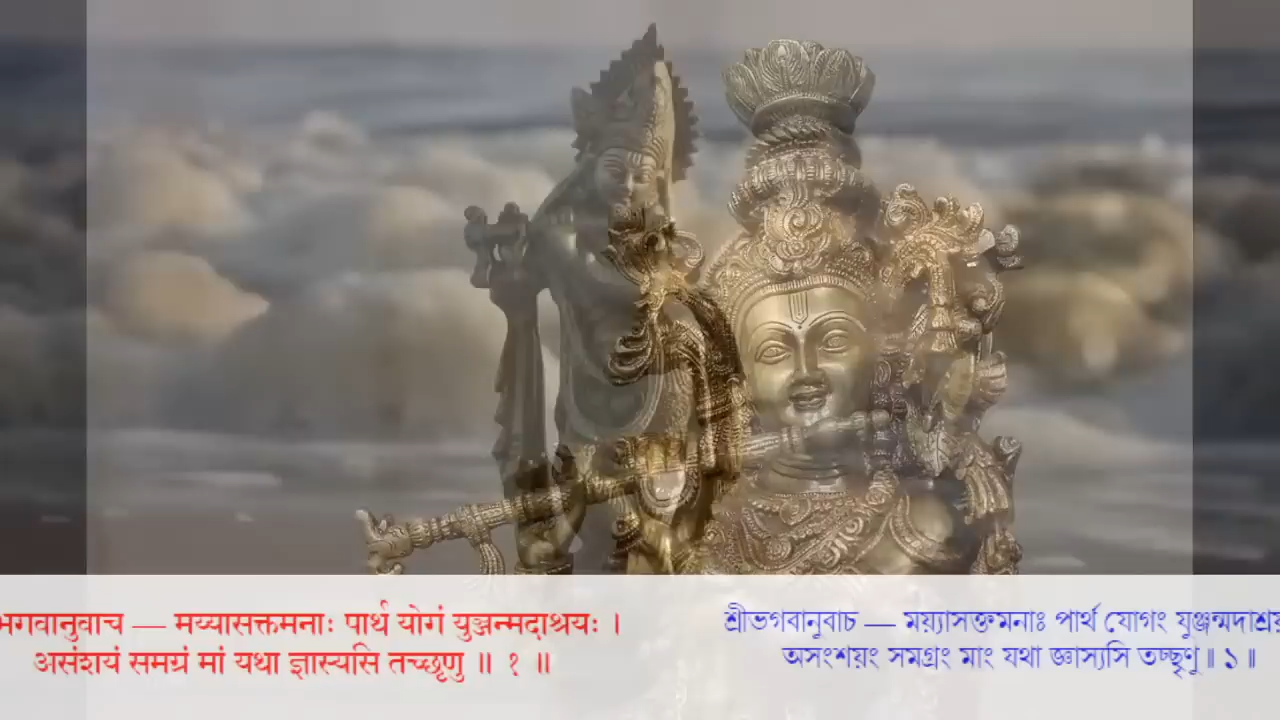 भगवानुवाच — मय्यासक्तमनाः पार्थ योगं युञ्जन्मदाश्रयः ।
असंशयं समग्रं मां यथा ज्ञास्यसि तच्छृणु ॥ १ ॥
শ্রীভগবানুবাচ — ময়্যাসক্তমনাঃ পার্থ যোগং যুঞ্জন্মদাশ্রয়
অসংশয়ং সমগ্রং মাং যথা জ্ঞাস্যসি তচ্ছৃণু॥ ১॥